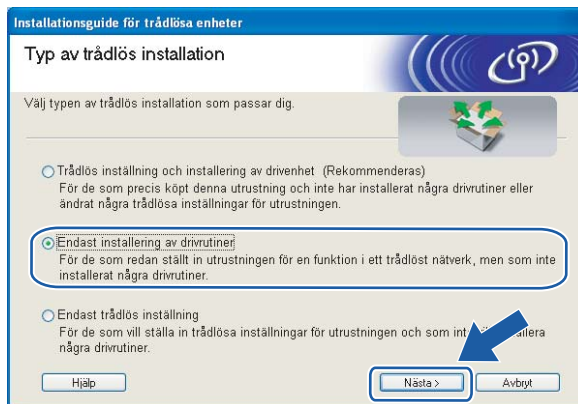 Installationsguide för trådlösa enheter
Typ av trådlös installation
Välj typen av trådlös installation som passar dig.
Trådlös inställning och installering av drivenhet (Rekommenderas)
För de som precis köpt denna utrustning och inte har installerat några drivrutiner eller
ändrat några trådlösa inställningar för utrustningen.
Endast installering av drivrutiner
För de som redan ställt in utrustningen för en funktion i ett trådlöst nätverk, men som inte
installerat några drivrutiner.
Endast trådlös inställning
För de som vill ställa in trådlösa inställningar för utrustningen och som
några drivrutiner.
Hjälp
Nästa >
Avbryt